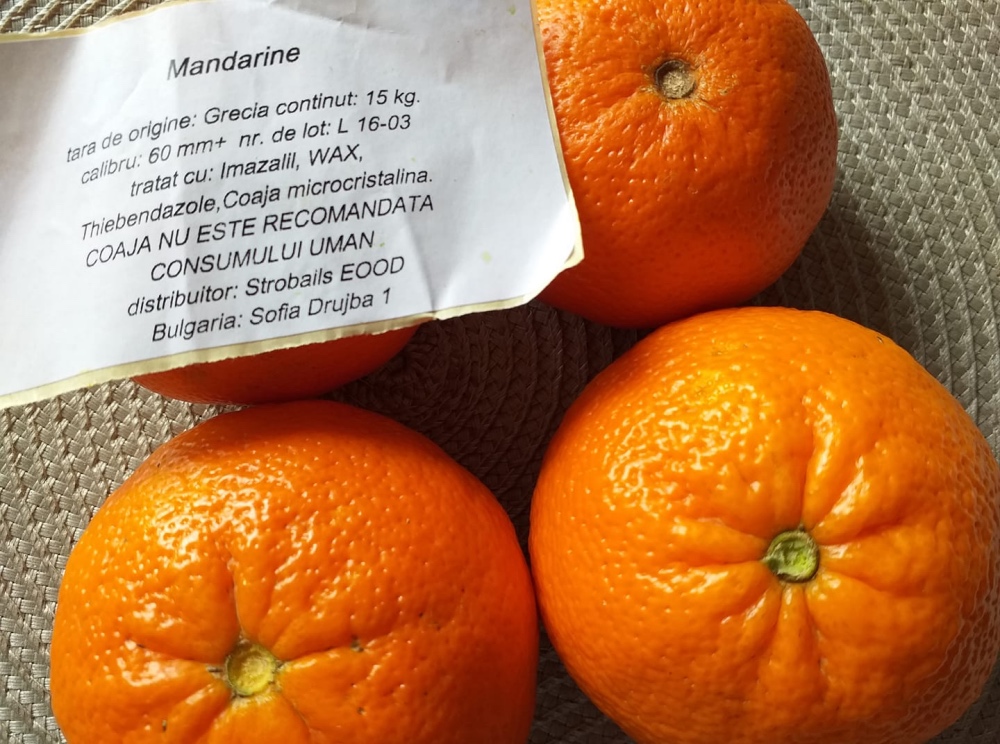 Mandarine
tara de origine: Grecia continut: 15 kg.
calibru: 60 mm+ nr. de lot: L 16-03
tratat cu: Imazalil, WAX,
Thiebendazole,Coaja microcristalina.
COAJA NU ESTE RECOMANDATA
CONSUMULUI UMAN
distribuitor: Strobails EOOD
Bulgaria: Sofia Drujba 1